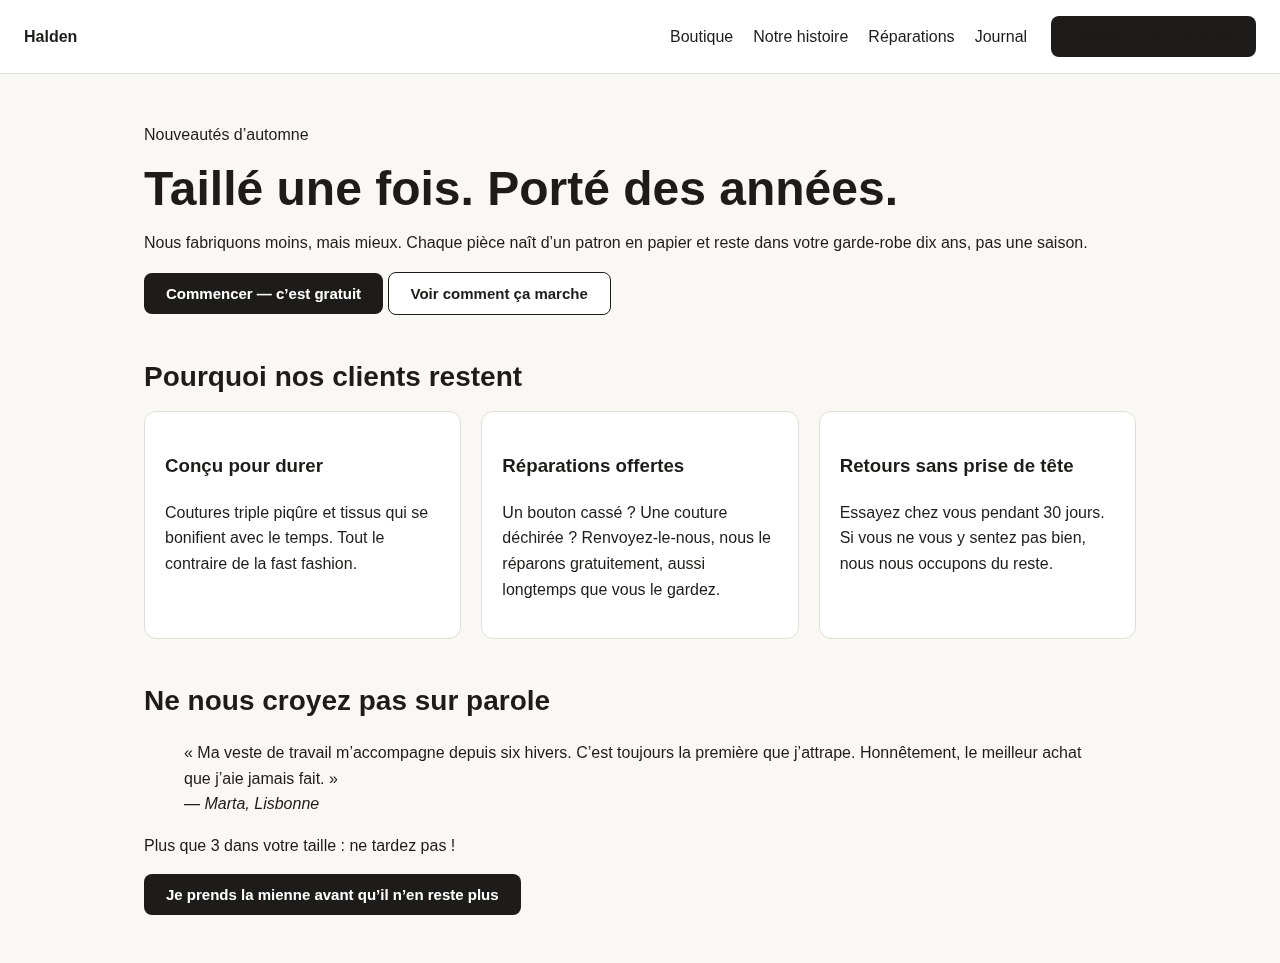 Halden
Boutique
Notre histoire
Réparations
Journal
Nouveautés d’automne
Taillé une fois. Porté des années.
Nous fabriquons moins, mais mieux. Chaque pièce naît d’un patron en papier et reste dans votre garde-robe dix ans, pas une saison.
Commencer — c’est gratuit
Voir comment ça marche
Pourquoi nos clients restent
Conçu pour durer
Coutures triple piqûre et tissus qui se
bonifient avec le temps. Tout le
contraire de la fast fashion.
Réparations offertes
Un bouton cassé ? Une couture
déchirée ? Renvoyez-le-nous, nous le
réparons gratuitement, aussi
longtemps que vous le gardez.
Retours sans prise de tête
Essayez chez vous pendant 30 jours.
Si vous ne vous y sentez pas bien,
nous nous occupons du reste.
Ne nous croyez pas sur parole
« Ma veste de travail m’accompagne depuis six hivers. C’est toujours la première que j’attrape. Honnêtement, le meilleur achat
que j’aie jamais fait. »
— Marta, Lisbonne
Plus que 3 dans votre taille : ne tardez pas !
Je prends la mienne avant qu’il n’en reste plus